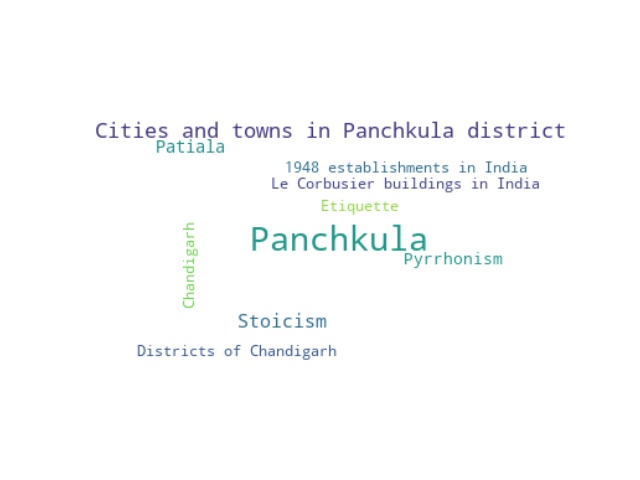 Cities and towns in Panchkula district
Patiala
1948 establishments in India
Le Corbusier buildings in India
Etiquette
Chandigarh
Panchkula
Pyrrhonism
Stoicism
Districts of Chandigarh